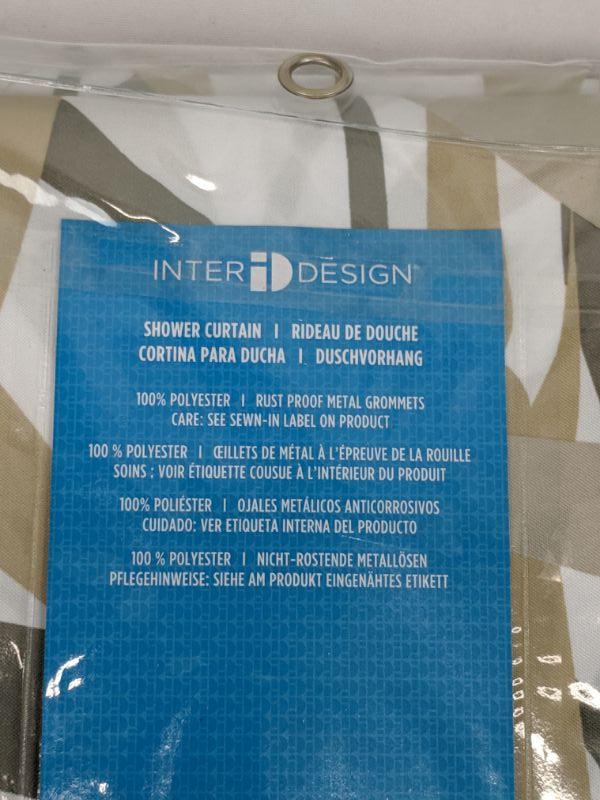 INTER iD DESIGN
SHOWER CURTAIN | RIDEAU DE DOUCHE
CORTINA PARA DUCHA | DUSCHVORHANG
100% POLYESTER | RUST PROOF METAL GROMMETS
CARE: SEE SEWN-IN LABEL ON PRODUCT
100 % POLYESTER | ŒILLETS DE MÉTAL À L'ÉPREUVE DE LA ROUILLE
SOINS : VOIR ÉTIQUETTE COUSUE À L'INTÉRIEUR DU PRODUIT
100% POLIÉSTER | OJALES METÁLICOS ANTICORROSIVOS
CUIDADO: VER ETIQUETA INTERNA DEL PRODUCTO
100 % POLYESTER | NICHT-ROSTENDE METALLÖSEN
PFLEGEHINWEISE: SIEHE AM PRODUKT EINGENÄHTES ETIKETT